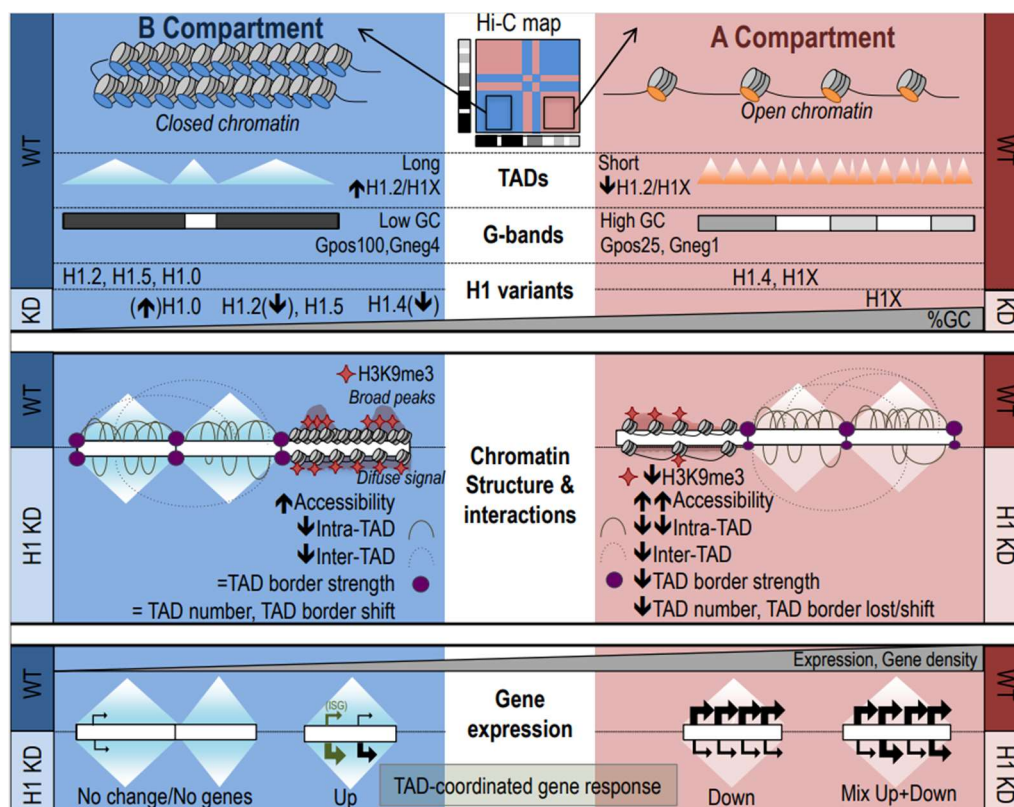 B Compartment
Hi-C map
A Compartment
WT
Closed chromatin
Open chromatin
WT
Long
↑H1.2/H1X
TADs
Short
↓H1.2/H1X
Low GC
Gpos100,Gneg4
G-bands
High GC
Gpos25, Gneg1
H1.2, H1.5, H1.0
H1 variants
H1.4, H1X
KD
(↑)H1.0 H1.2(↓), H1.5 H1.4(↓)
H1X
KD
%GC
WT
H3K9me3
Broad peaks
WT
Difuse signal
Chromatin
Structure &
interactions
H1 KD
↑Accessibility
↓Intra-TAD
↓Inter-TAD
=TAD border strength
= TAD number, TAD border shift
↓H3K9me3
↑↑Accessibility
↓↓Intra-TAD
↓Inter-TAD
↓TAD border strength
↓TAD number, TAD border lost/shift
H1 KD
WT
Expression, Gene density
WT
(ISG)
Gene
expression
H1 KD
No change/No genes
Up
TAD-coordinated gene response
Down
Mix Up+Down
H1 KD